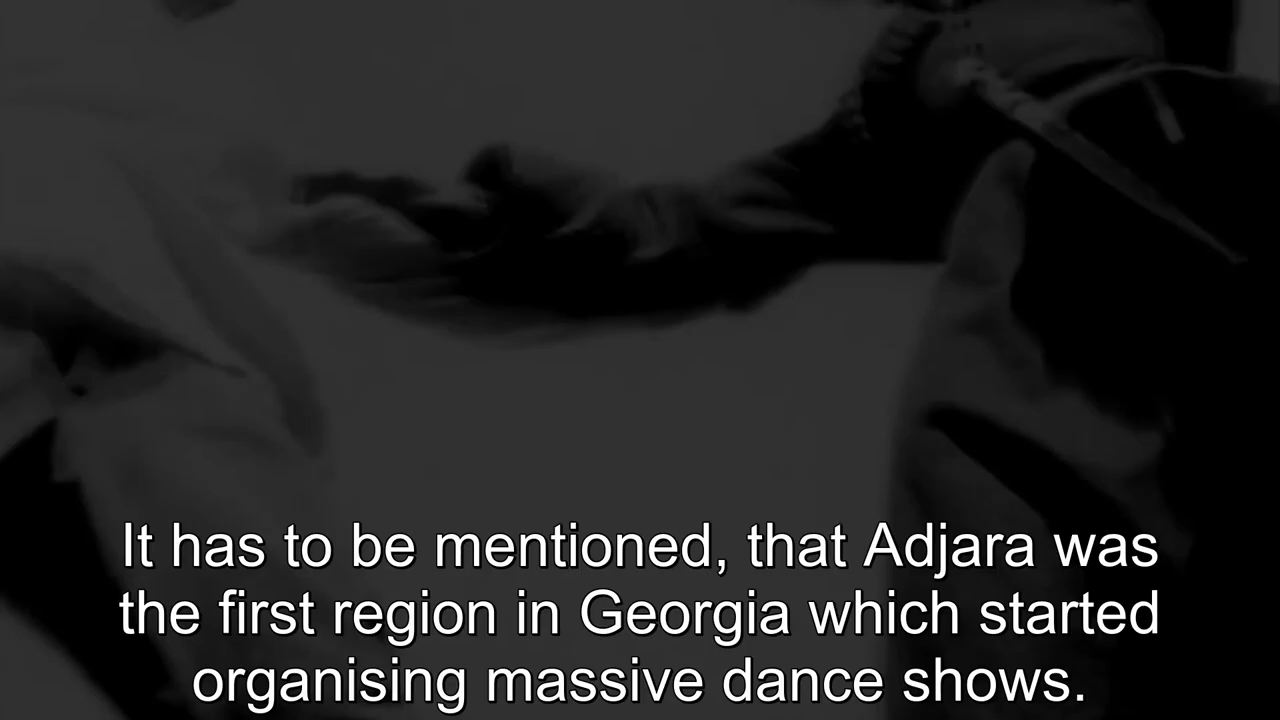 It has to be mentioned, that Adjara was
the first region in Georgia which started
organising massive dance shows.